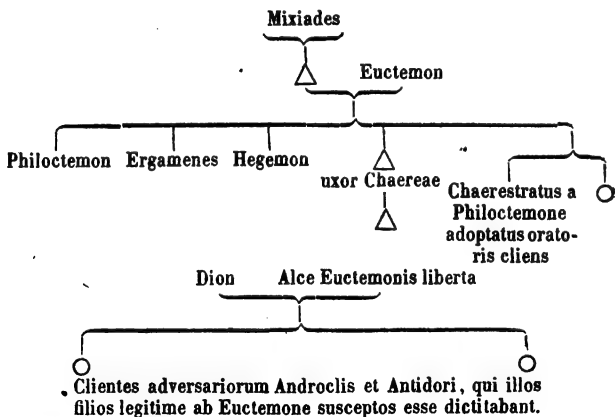 Mixiades
Euctemon
Philoctemon Ergamenes Hegemon
uxor Chaereae
Chaerestratus a
Philoctemone
adoptatus orato-
ris cliens
Dion Alce Euctemonis liberta
Clientes adversariorum Androclis et Antidori, qui illos
filios legitime ab Euctemone susceptos esse dictitabant.